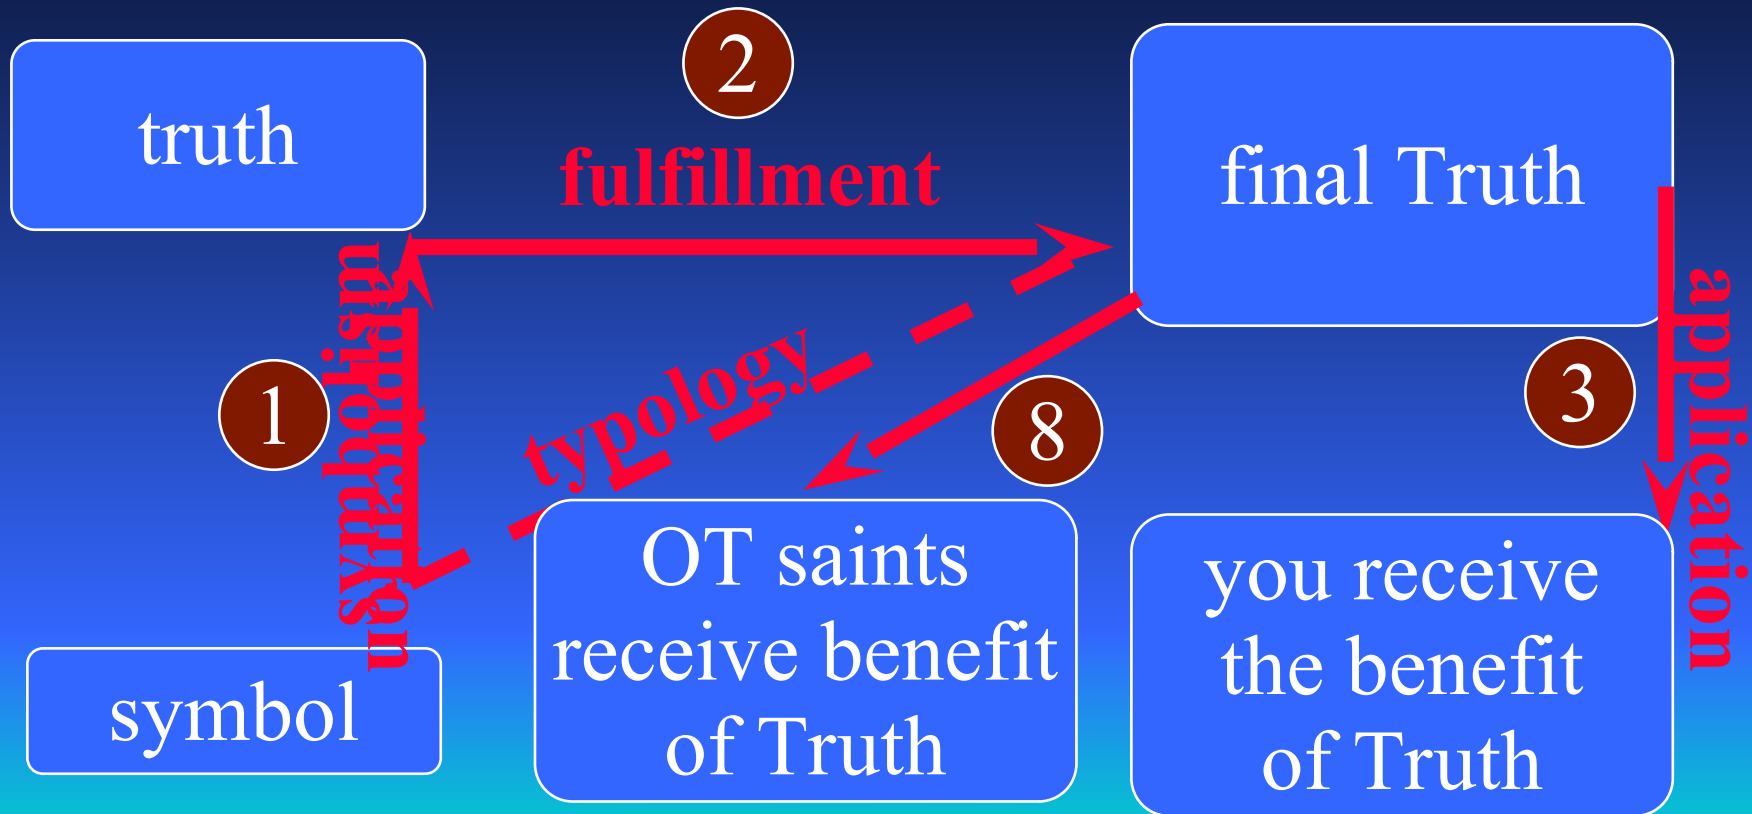 truth
2
fulfillment
final Truth
symbolism
application
1
typology
8
3
symbol
OT saints
receive benefit
of Truth
you receive
the benefit
of Truth